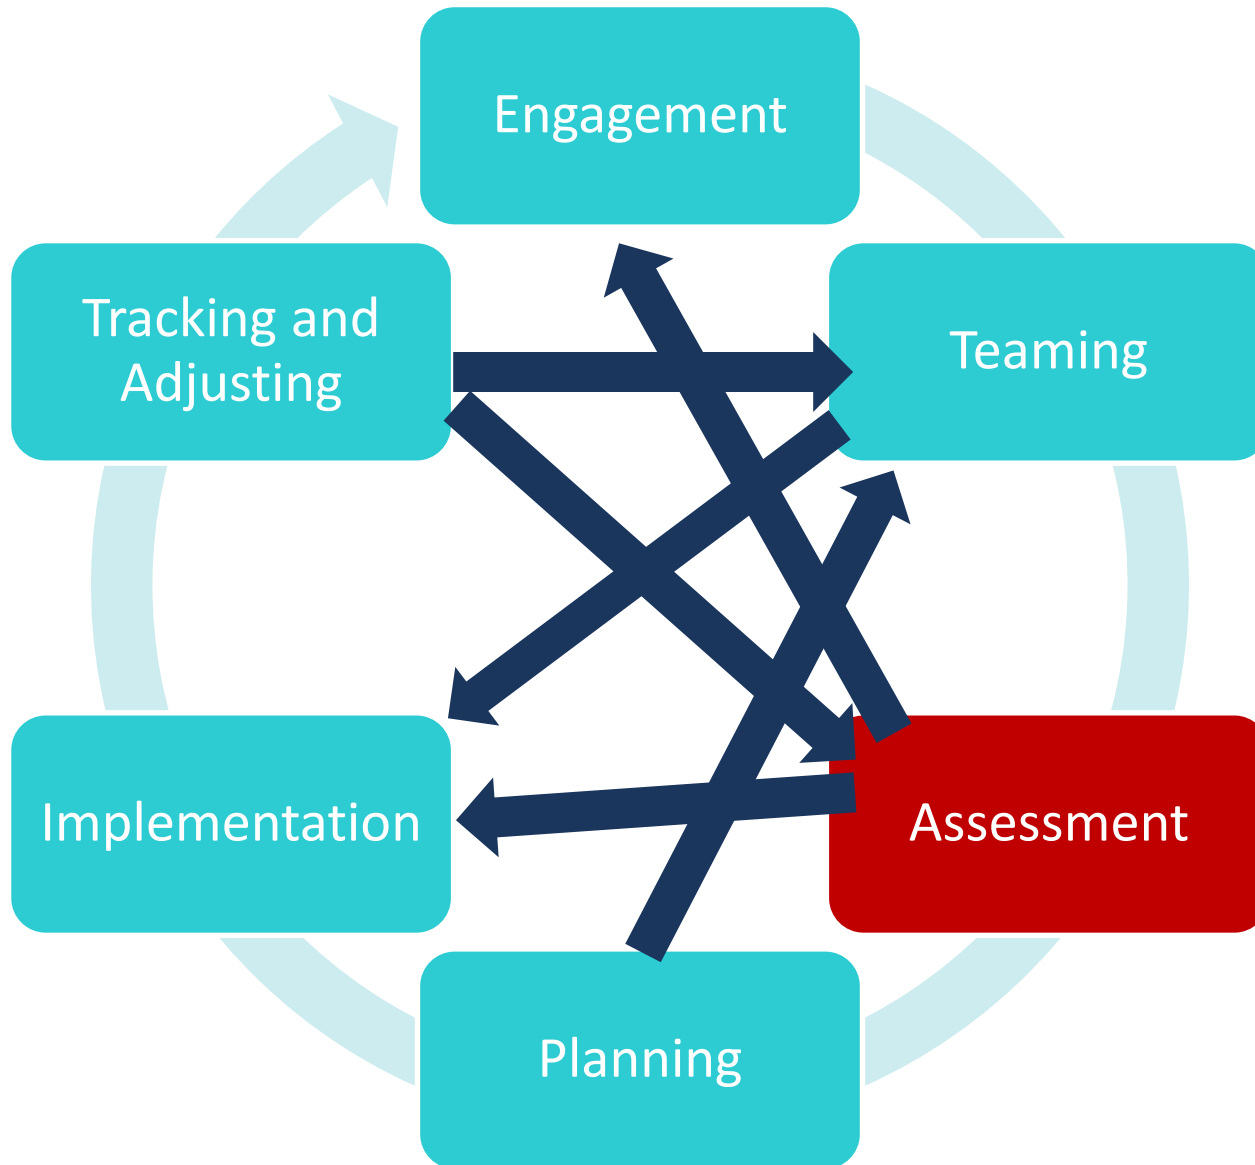 Engagement
Teaming
Assessment
Planning
Implementation
Tracking and
Adjusting